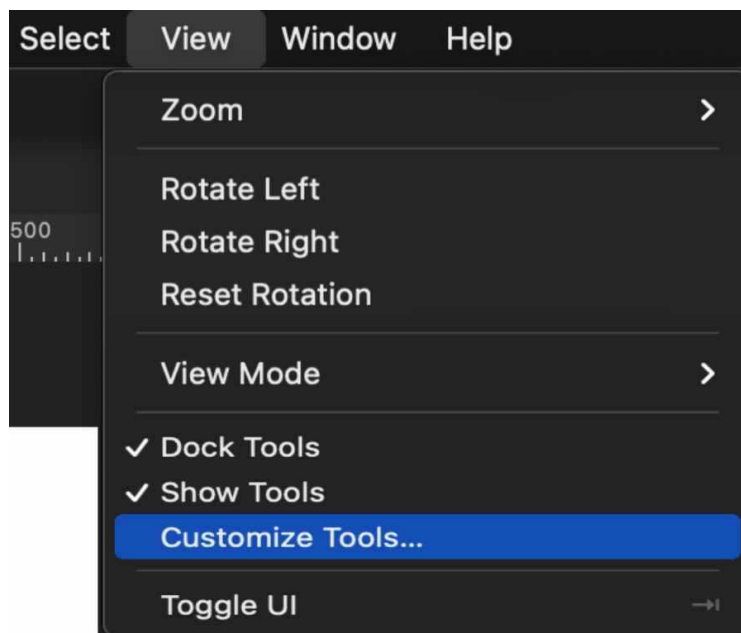 Select View Window Help
Zoom
Rotate Left
500
Rotate Right
Reset Rotation
View Mode
Dock Tools
Show Tools
Customize Tools...
Toggle UI